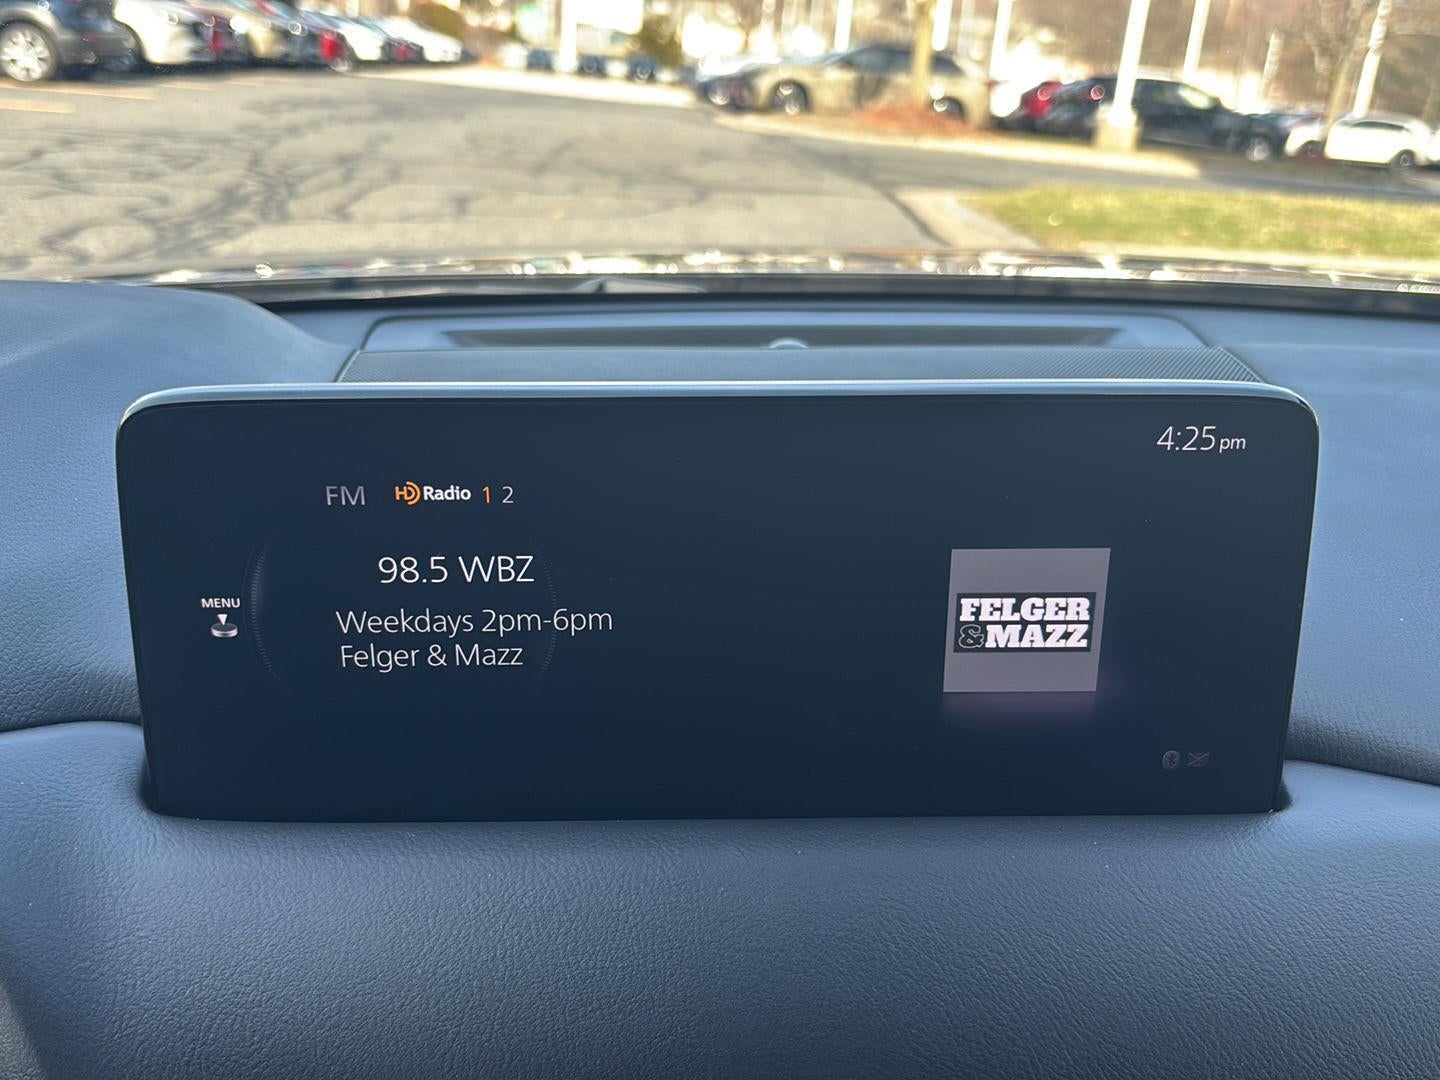 4:25pm
FM HD Radio 1 2
98.5 WBZ
MENU
Weekdays 2pm-6pm
Felger & Mazz
FELGER
&MAZZ